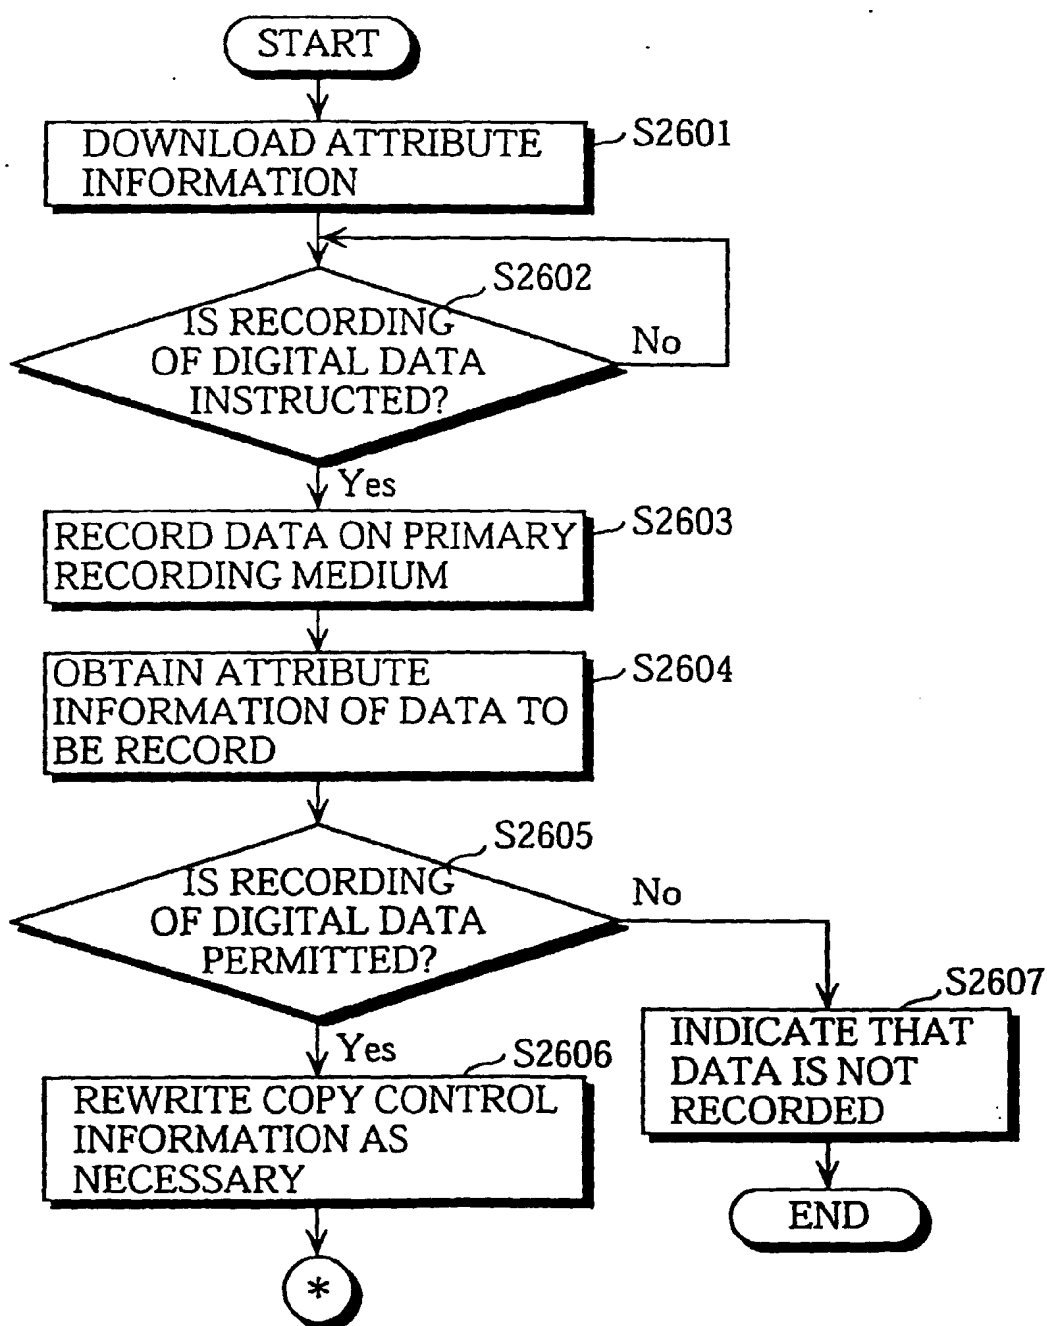 START
DOWNLOAD ATTRIBUTE
INFORMATION
S2601
S2602
IS RECORDING
OF DIGITAL DATA
INSTRUCTED?
No
Yes
RECORD DATA ON PRIMARY
RECORDING MEDIUM
S2603
OBTAIN ATTRIBUTE
INFORMATION OF DATA TO
BE RECORD
S2604
S2605
IS RECORDING
OF DIGITAL DATA
PERMITTED?
No
Yes
S2606
REWRITE COPY CONTROL
INFORMATION AS
NECESSARY
*
S2607
INDICATE THAT
DATA IS NOT
RECORDED
END